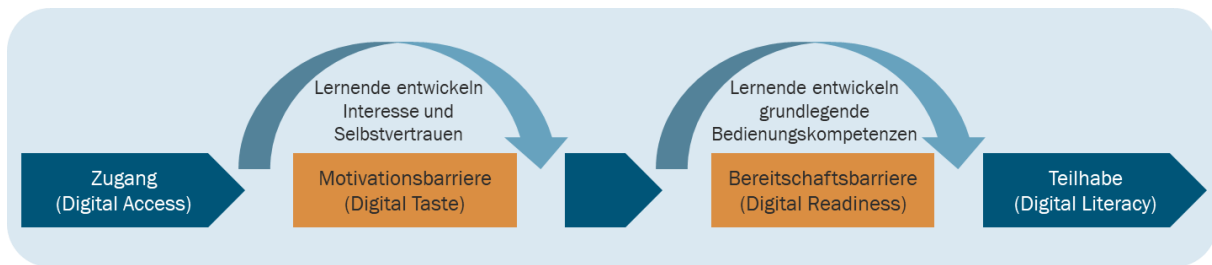 Lernende entwickeln
Interesse und
Selbstvertrauen
Lernende entwickeln
grundlegende
Bedienungskompetenzen
Zugang
(Digital Access)
Motivationsbarriere
(Digital Taste)
Bereitschaftsbarriere
(Digital Readiness)
Teilhabe
(Digital Literacy)